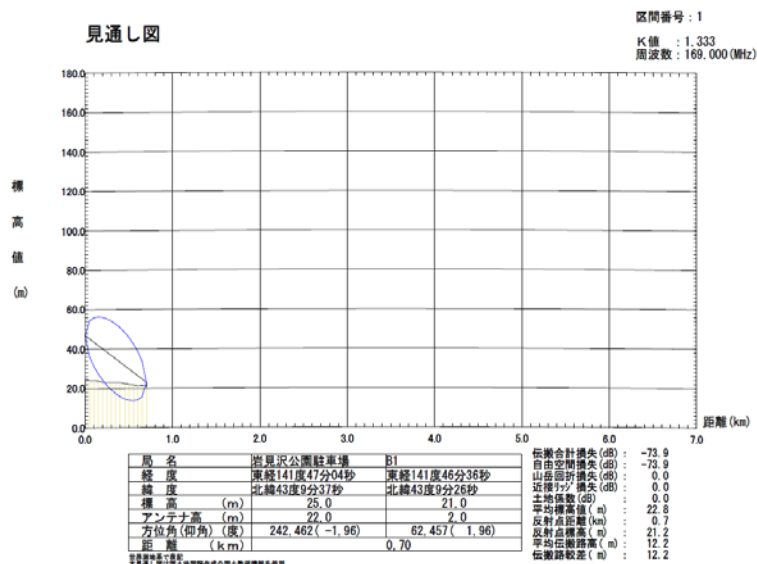 区間番号：1
見通し図
K値 ：1.333
周波数：169.000(MHz)
180.0
160.0
140.0
120.0
100.0
80.0
60.0
40.0
20.0
0.0
標高値(m)
0.0 1.0 2.0 3.0 4.0 5.0 6.0 7.0
距離(km)
局 名 岩見沢公園駐車場 B1
経 度 東経141度47分04秒 東経141度46分36秒
緯 度 北緯43度9分37秒 北緯43度9分26秒
標 高 (m) 25.0 21.0
アンテナ高 (m) 22.0 2.0
方位角(仰角)(度) 242.462( -1.96) 62.457( 1.96)
距 離 (km) 0.70
伝搬合計損失(dB)： -73.9
自由空間損失(dB)： -73.9
山岳回折損失(dB)： 0.0
近接ﾘｯｼﾞ損失(dB)： 0.0
土地係数(dB) ： 0.0
平均標高値( m) ： 22.8
反射点距離(km) ： 0.7
反射点標高( m) ： 21.2
平均伝搬路高( m)： 12.2
伝搬路較差( m) ： 12.2
世界測地系で表記